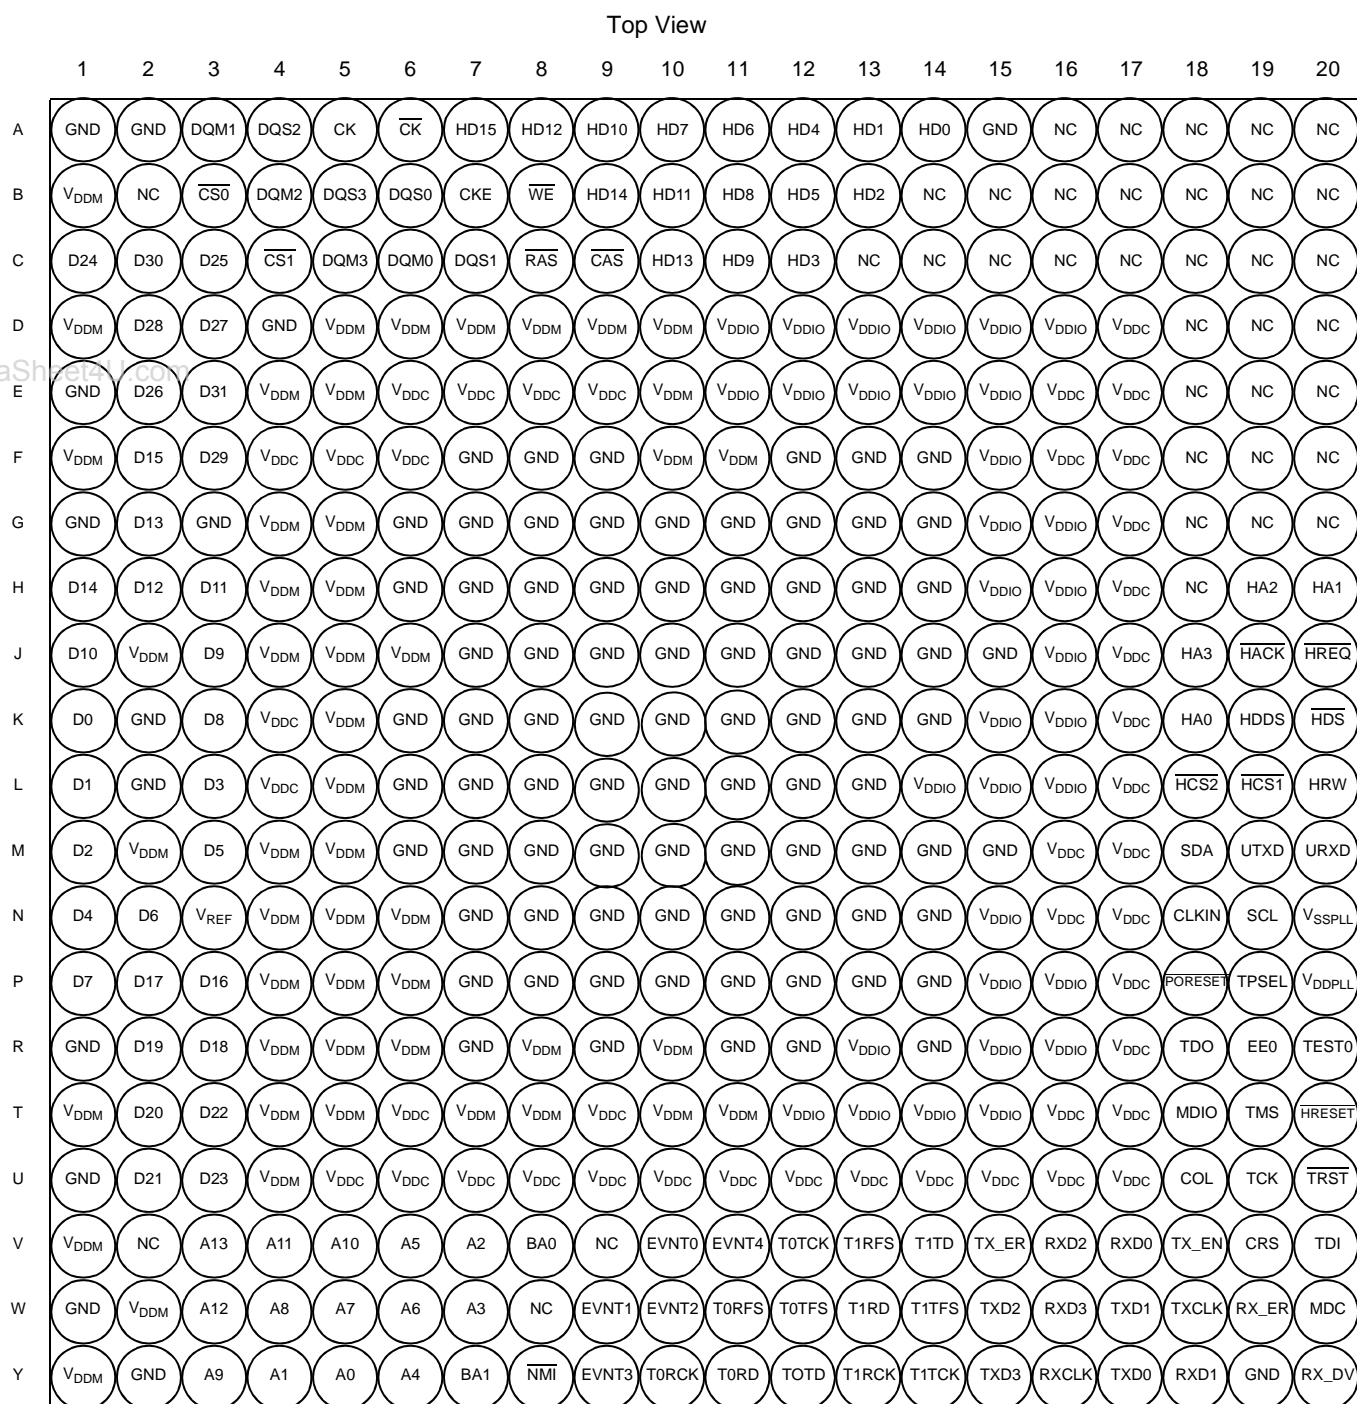 Top View
1 2 3 4 5 6 7 8 9 10 11 12 13 14 15 16 17 18 19 20
A GND GND DQM1 DQS2 CK CK HD15 HD12 HD10 HD7 HD6 HD4 HD1 HD0 GND NC NC NC NC NC
B VDDM NC CS0 DQM2 DQS3 DQS0 CKE WE HD14 HD11 HD8 HD5 HD2 NC NC NC NC NC NC NC
C D24 D30 D25 CS1 DQM3 DQM0 DQS1 RAS CAS HD13 HD9 HD3 NC NC NC NC NC NC NC NC
D VDDM D28 D27 GND VDDM VDDM VDDM VDDM VDDM VDDM VDDIO VDDIO VDDIO VDDIO VDDIO VDDIO VDDC NC NC NC
aSheet4U.com
E GND D26 D31 VDDM VDDM VDDC VDDC VDDC VDDC VDDM VDDIO VDDIO VDDIO VDDIO VDDIO VDDC VDDC NC NC NC
F VDDM D15 D29 VDDC VDDC VDDC GND GND GND VDDM VDDM GND GND GND VDDIO VDDC VDDC NC NC NC
G GND D13 GND VDDM VDDM GND GND GND GND GND GND GND GND GND VDDIO VDDIO VDDC NC NC NC
H D14 D12 D11 VDDM VDDM GND GND GND GND GND GND GND GND GND VDDIO VDDIO VDDC NC HA2 HA1
J D10 VDDM D9 VDDM VDDM VDDM GND GND GND GND GND GND GND GND GND VDDIO VDDC HA3 HACK HREQ
K D0 GND D8 VDDC VDDM GND GND GND GND GND GND GND GND GND VDDIO VDDIO VDDC HA0 HDDS HDS
L D1 GND D3 VDDC VDDM GND GND GND GND GND GND GND GND VDDIO VDDIO VDDIO VDDC HCS2 HCS1 HRW
M D2 VDDM D5 VDDM VDDM GND GND GND GND GND GND GND GND GND GND VDDC VDDC SDA UTXD URXD
N D4 D6 VREF VDDM VDDM VDDM GND GND GND GND GND GND GND GND VDDIO VDDC VDDC CLKIN SCL VSSPLL
P D7 D17 D16 VDDM VDDM VDDM GND GND GND GND GND GND GND GND VDDIO VDDIO VDDC PORESET TPSEL VDDPLL
R GND D19 D18 VDDM VDDM VDDM GND VDDM GND VDDM GND GND VDDIO GND VDDIO VDDIO VDDC TDO EE0 TEST0
T VDDM D20 D22 VDDM VDDM VDDC VDDM VDDM VDDC VDDM VDDM VDDIO VDDIO VDDIO VDDIO VDDC VDDC MDIO TMS HRESET
U GND D21 D23 VDDM VDDC VDDC VDDC VDDC VDDC VDDC VDDC VDDC VDDC VDDC VDDC VDDC VDDC COL TCK TRST
V VDDM NC A13 A11 A10 A5 A2 BA0 NC EVNT0 EVNT4 T0TCK T1RFS T1TD TX_ER RXD2 RXD0 TX_EN CRS TDI
W GND VDDM A12 A8 A7 A6 A3 NC EVNT1 EVNT2 T0RFS T0TFS T1RD T1TFS TXD2 RXD3 TXD1 TXCLK RX_ER MDC
Y VDDM GND A9 A1 A0 A4 BA1 NMI EVNT3 T0RCK T0RD TOTD T1RCK T1TCK TXD3 RXCLK TXD0 RXD1 GND RX_DV